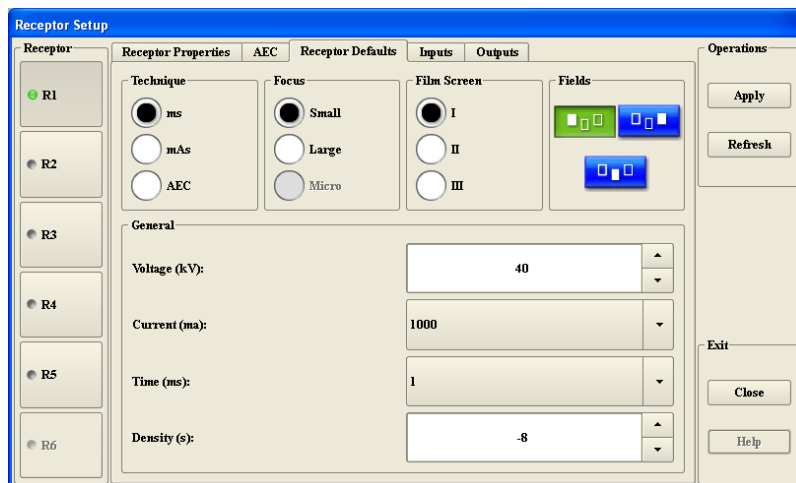 Receptor Setup
Receptor
R1
R2
R3
R4
R5
R6
Receptor Properties AEC Receptor Defaults Inputs Outputs
Technique
ms
mAs
AEC
Focus
Small
Large
Micro
Film Screen
I
II
III
Fields
General
Voltage (kV): 40
Current (ma): 1000
Time (ms): 1
Density (s): -8
Operations
Apply
Refresh
Exit
Close
Help